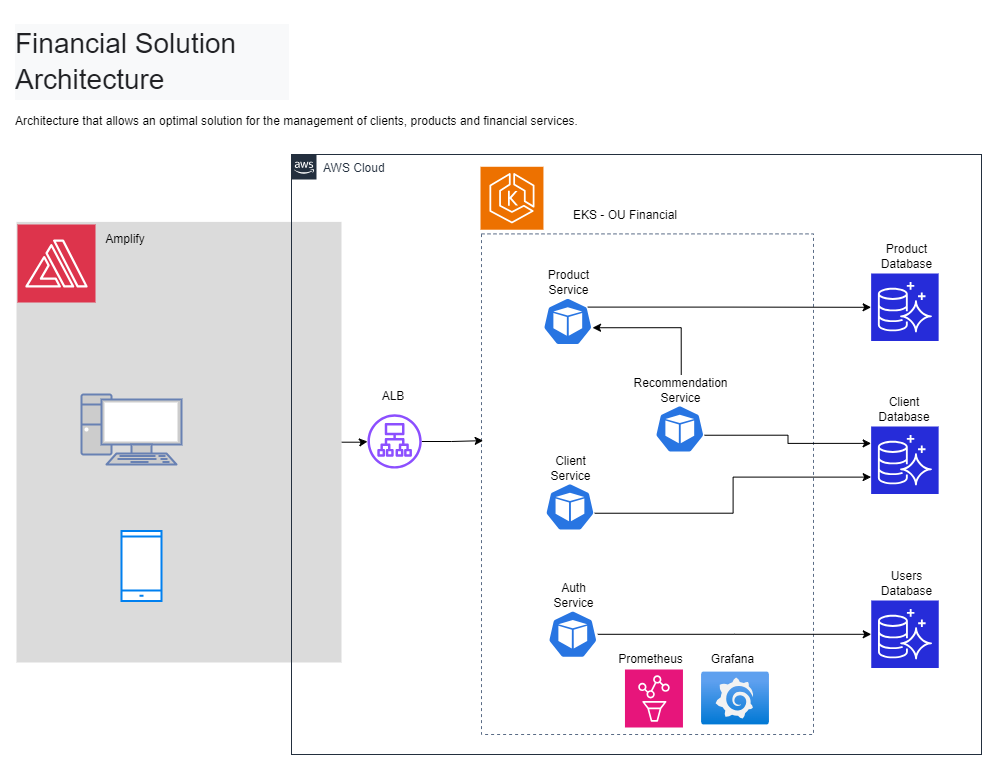 Financial Solution
Architecture
Architecture that allows an optimal solution for the management of clients, products and financial services.
aws
AWS Cloud
K
EKS - OU Financial
Amplify
Product
Database
Product
Service
ALB
Recommendation
Service
Client
Database
Client
Service
Auth
Service
Users
Database
Prometheus
Grafana